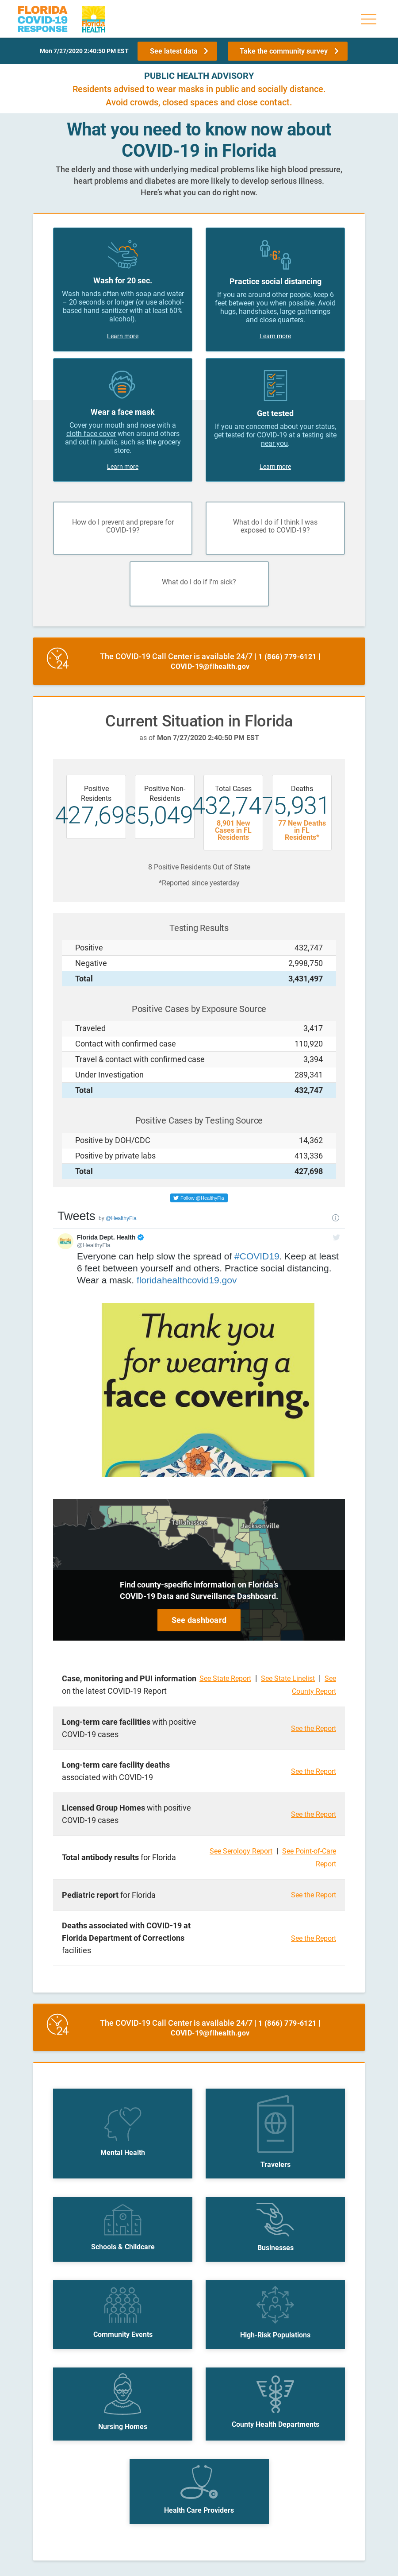 FLORIDA
COVID-19
RESPONSE
Florida
HEALTH
Mon 7/27/2020 2:40:50 PM EST
See latest data
Take the community survey
PUBLIC HEALTH ADVISORY
Residents advised to wear masks in public and socially distance.
Avoid crowds, closed spaces and close contact.
What you need to know now about
COVID-19 in Florida
The elderly and those with underlying medical problems like high blood pressure,
heart problems and diabetes are more likely to develop serious illness.
Here's what you can do right now.
Wash for 20 sec.
Wash hands often with soap and water
– 20 seconds or longer (or use alcohol-
based hand sanitizer with at least 60%
alcohol).
Learn more
6
Practice social distancing
If you are around other people, keep 6
feet between you when possible. Avoid
hugs, handshakes, large gatherings
and close quarters.
Learn more
Wear a face mask
Cover your mouth and nose with a
cloth face cover when around others
and out in public, such as the grocery
store.
Learn more
Get tested
If you are concerned about your status,
get tested for COVID-19 at a testing site
near you.
Learn more
How do I prevent and prepare for
COVID-19?
What do I do if I think I was
exposed to COVID-19?
What do I do if I'm sick?
24
The COVID-19 Call Center is available 24/7 | 1 (866) 779-6121 |
COVID-19@flhealth.gov
Current Situation in Florida
as of Mon 7/27/2020 2:40:50 PM EST
Positive
Residents
427,698
Positive Non-
Residents
5,049
Total Cases
432,747
8,901 New
Cases in FL
Residents
Deaths
5,931
77 New Deaths
in FL
Residents*
8 Positive Residents Out of State
*Reported since yesterday
Testing Results
Positive 432,747
Negative 2,998,750
Total 3,431,497
Positive Cases by Exposure Source
Traveled 3,417
Contact with confirmed case 110,920
Travel & contact with confirmed case 3,394
Under Investigation 289,341
Total 432,747
Positive Cases by Testing Source
Positive by DOH/CDC 14,362
Positive by private labs 413,336
Total 427,698
Follow @HealthyFla
Tweets by @HealthyFla
Florida Dept. Health
@HealthyFla
Everyone can help slow the spread of #COVID19. Keep at least
6 feet between yourself and others. Practice social distancing.
Wear a mask. floridahealthcovid19.gov
Thank you
for wearing a
face covering.
Tallahassee
Jacksonville
Find county-specific information on Florida's
COVID-19 Data and Surveillance Dashboard.
See dashboard
Case, monitoring and PUI information
on the latest COVID-19 Report
See State Report | See State Linelist | See
County Report
Long-term care facilities with positive
COVID-19 cases
See the Report
Long-term care facility deaths
associated with COVID-19
See the Report
Licensed Group Homes with positive
COVID-19 cases
See the Report
Total antibody results for Florida
See Serology Report | See Point-of-Care
Report
Pediatric report for Florida
See the Report
Deaths associated with COVID-19 at
Florida Department of Corrections
facilities
See the Report
24
The COVID-19 Call Center is available 24/7 | 1 (866) 779-6121 |
COVID-19@flhealth.gov
Mental Health
Travelers
Schools & Childcare
Businesses
Community Events
High-Risk Populations
Nursing Homes
County Health Departments
Health Care Providers